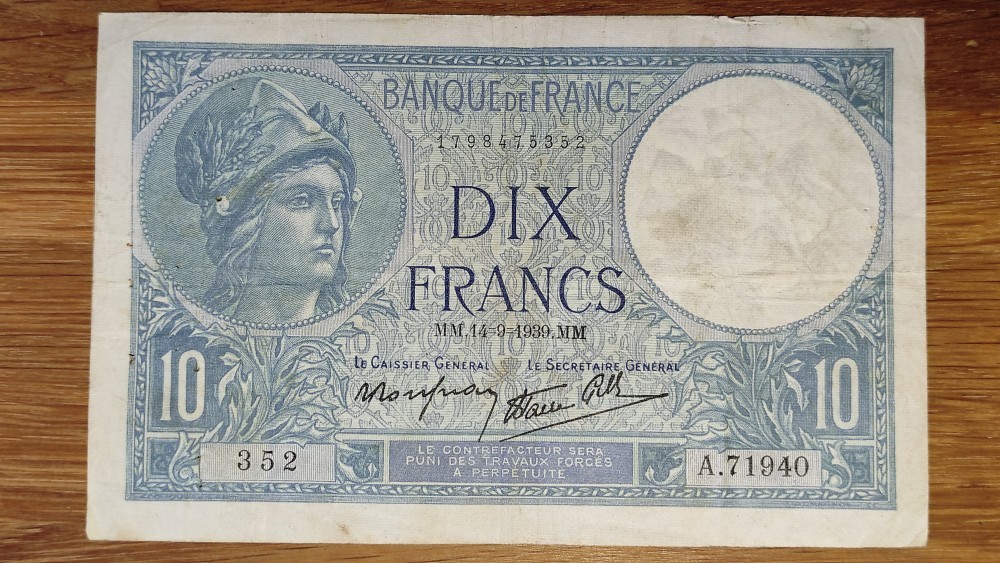 BANQUE DE FRANCE
1798475352
DIX
FRANCS
MM.14=9=1939.MM
LE CAISSIER GÉNÉRAL LE SECRÉTAIRE GÉNÉRAL
10 10
352 A.71940
LE CONTREFACTEUR SERA
PUNI DES TRAVAUX FORCÉS
À PERPÉTUITÉ